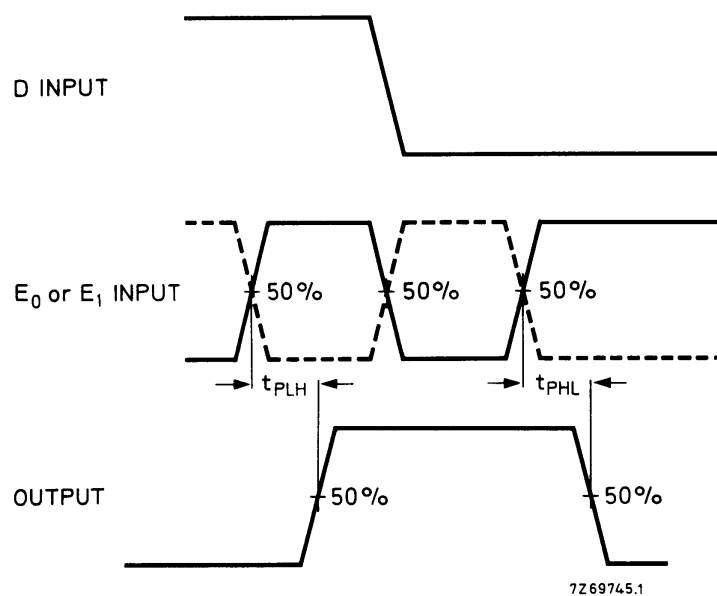 D INPUT
E₀ or E₁ INPUT
50%
50%
50%
tPLH
tPHL
OUTPUT
50%
50%
7Z69745.1